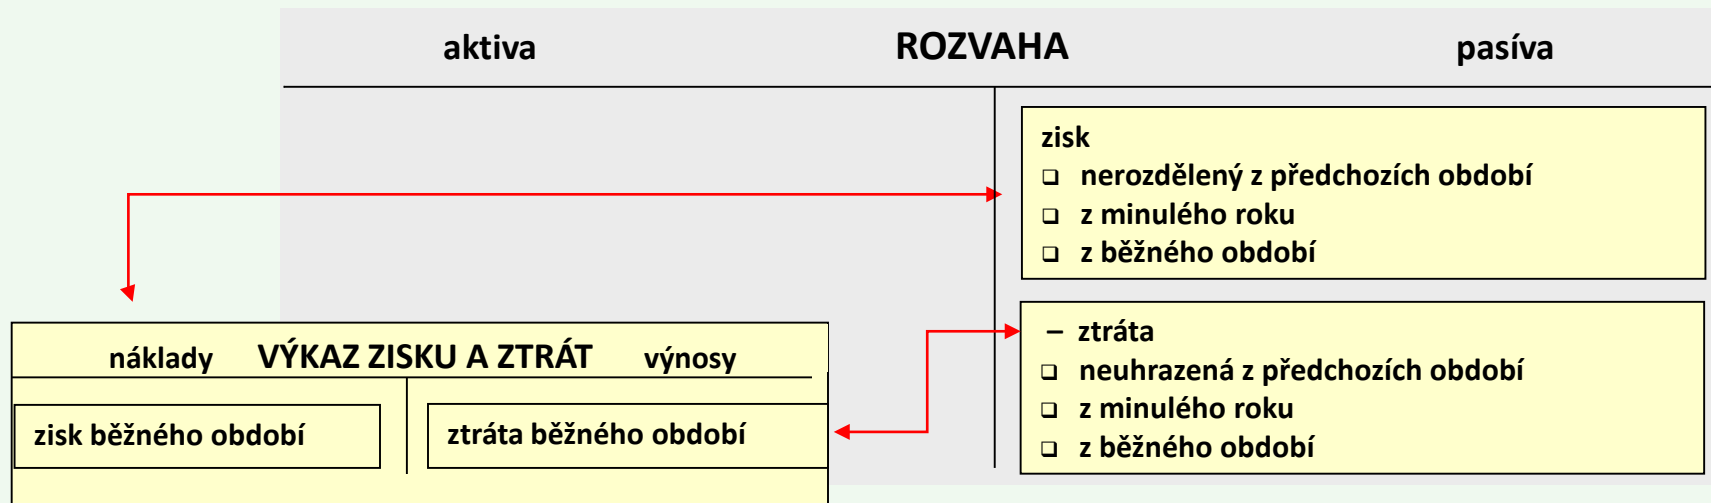 aktiva ROZVAHA pasíva
zisk
❑ nerozdělený z předchozích období
❑ z minulého roku
❑ z běžného období
– ztráta
❑ neuhrazená z předchozích období
❑ z minulého roku
❑ z běžného období
náklady VÝKAZ ZISKU A ZTRÁT výnosy
zisk běžného období
ztráta běžného období